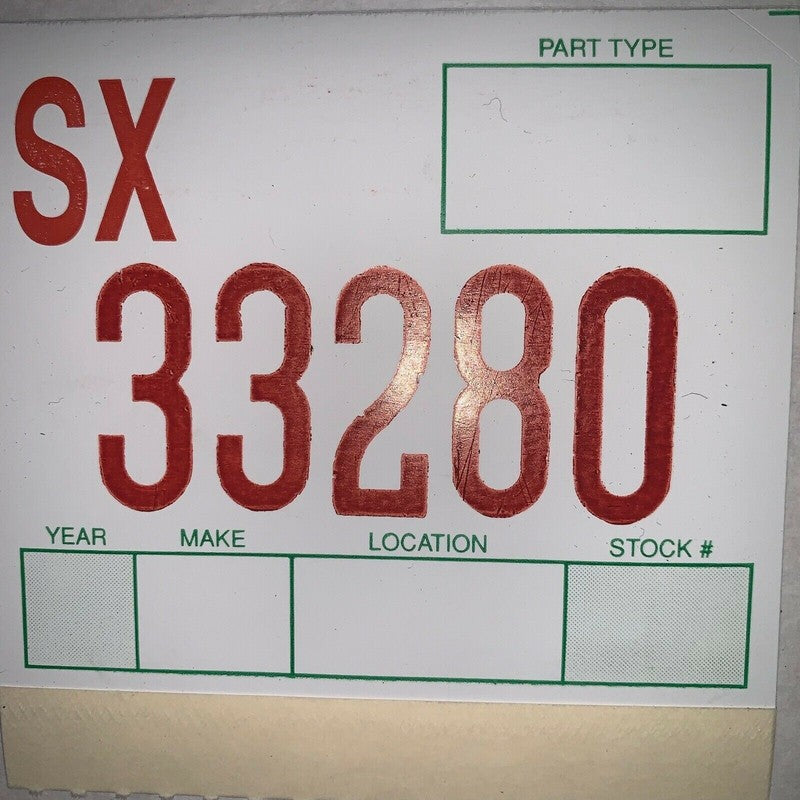 PART TYPE
SX
33280
YEAR MAKE LOCATION STOCK #